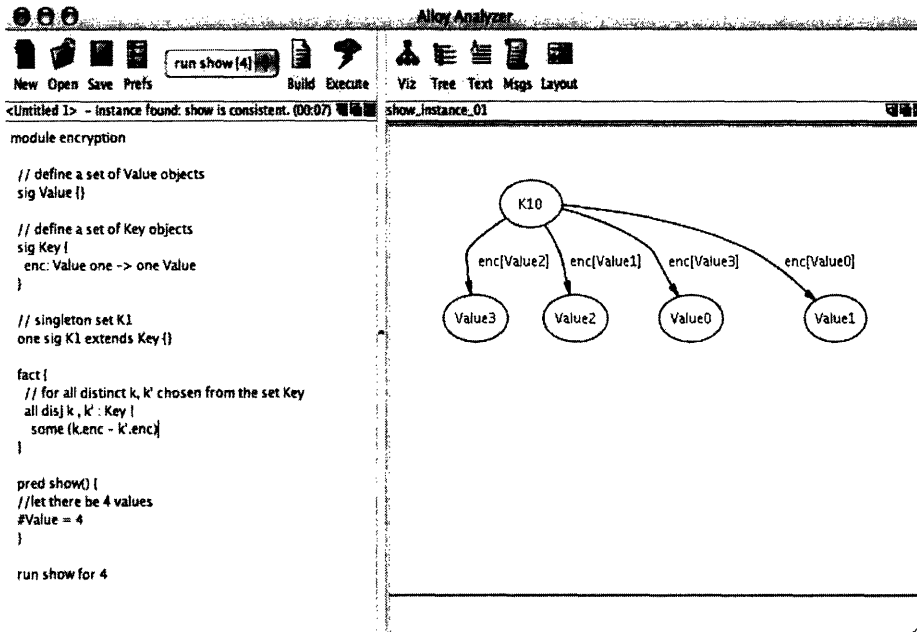 Alloy Analyzer
New Open Save Prefs
run show [4]
Build Execute
Viz Tree Text Msgs Layout
<Untitled 1> - Instance found: show is consistent. (00:07)
show_instance_01
module encryption
// define a set of Value objects
sig Value {}
// define a set of Key objects
sig Key {
enc: Value one -> one Value
}
// singleton set K1
one sig K1 extends Key {}
fact {
// for all distinct k, k' chosen from the set Key
all disj k , k' : Key |
some (k.enc - k'.enc)
}
pred show() {
//let there be 4 values
#Value = 4
}
run show for 4
K10
enc[Value2] enc[Value1] enc[Value3] enc[Value0]
Value3 Value2 Value0 Value1